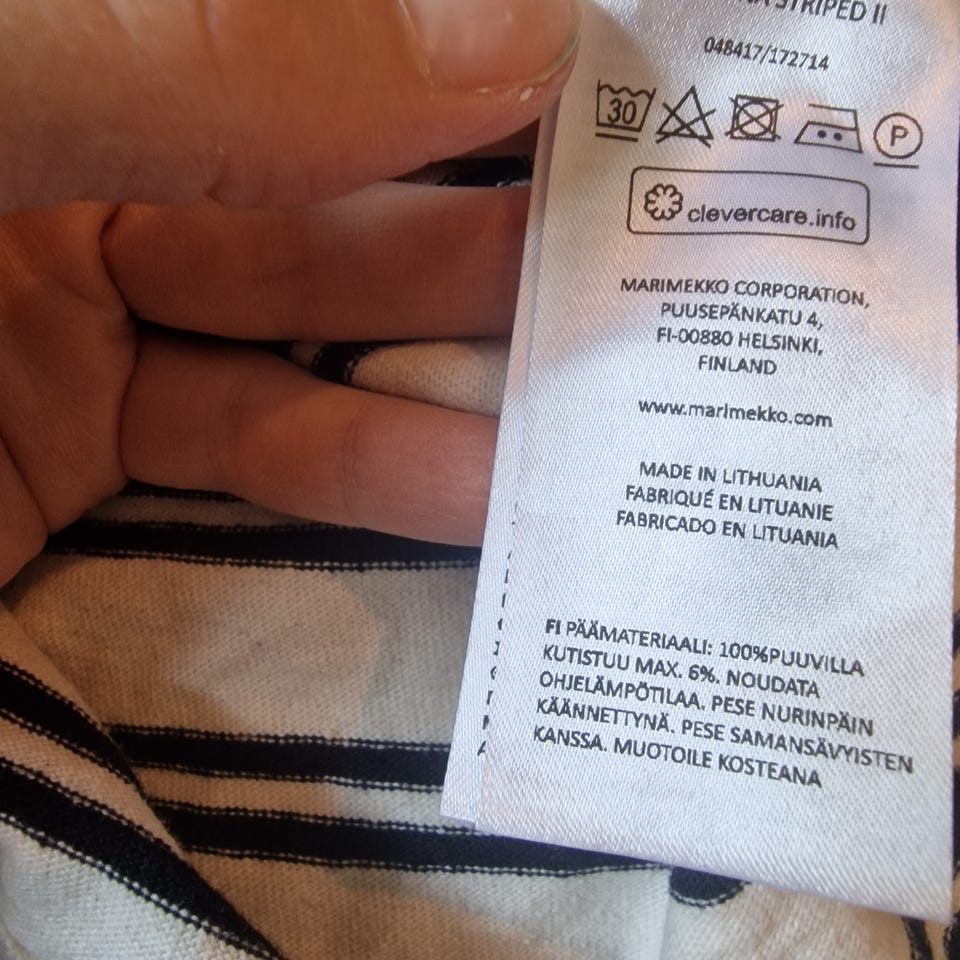 STRIPED II
048417/172714
30
P
clevercare.info
MARIMEKKO CORPORATION,
PUUSEPÄNKATU 4,
FI-00880 HELSINKI,
FINLAND
www.marimekko.com
MADE IN LITHUANIA
FABRIQUÉ EN LITUANIE
FABRICADO EN LITUANIA
FI PÄÄMATERIAALI: 100%PUUVILLA
KUTISTUU MAX. 6%. NOUDATA
OHJELÄMPÖTILAA. PESE NURINPÄIN
KÄÄNNETTYNÄ. PESE SAMANSÄVYISTEN
KANSSA. MUOTOILE KOSTEANA